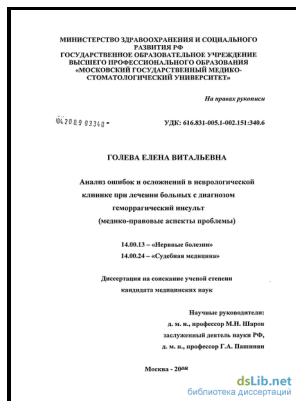 МИНИСТЕРСТВО ЗДРАВООХРАНЕНИЯ И СОЦИАЛЬНОГО
РАЗВИТИЯ РФ
ГОСУДАРСТВЕННОЕ ОБРАЗОВАТЕЛЬНОЕ УЧРЕЖДЕНИЕ
ВЫСШЕГО ПРОФЕССИОНАЛЬНОГО ОБРАЗОВАНИЯ
«МОСКОВСКИЙ ГОСУДАРСТВЕННЫЙ МЕДИКО-
СТОМАТОЛОГИЧЕСКИЙ УНИВЕРСИТЕТ»
На правах рукописи
04200903340
УДК: 616.831-005.1-002.151:340.6
ГОЛЕВА ЕЛЕНА ВИТАЛЬЕВНА
Анализ ошибок и осложнений в неврологической
клинике при лечении больных с диагнозом
геморрагический инсульт
(медико-правовые аспекты проблемы)
14.00.13 – «Нервные болезни»
14.00.24 – «Судебная медицина»
Диссертация на соискание ученой степени
кандидата медицинских наук
Научные руководители:
д. м. н., профессор М.Н. Шаров
заслуженный деятель науки РФ,
д. м. н., профессор Г.А. Пашинян
Москва - 2008
dslib.net
библиотека диссертаций